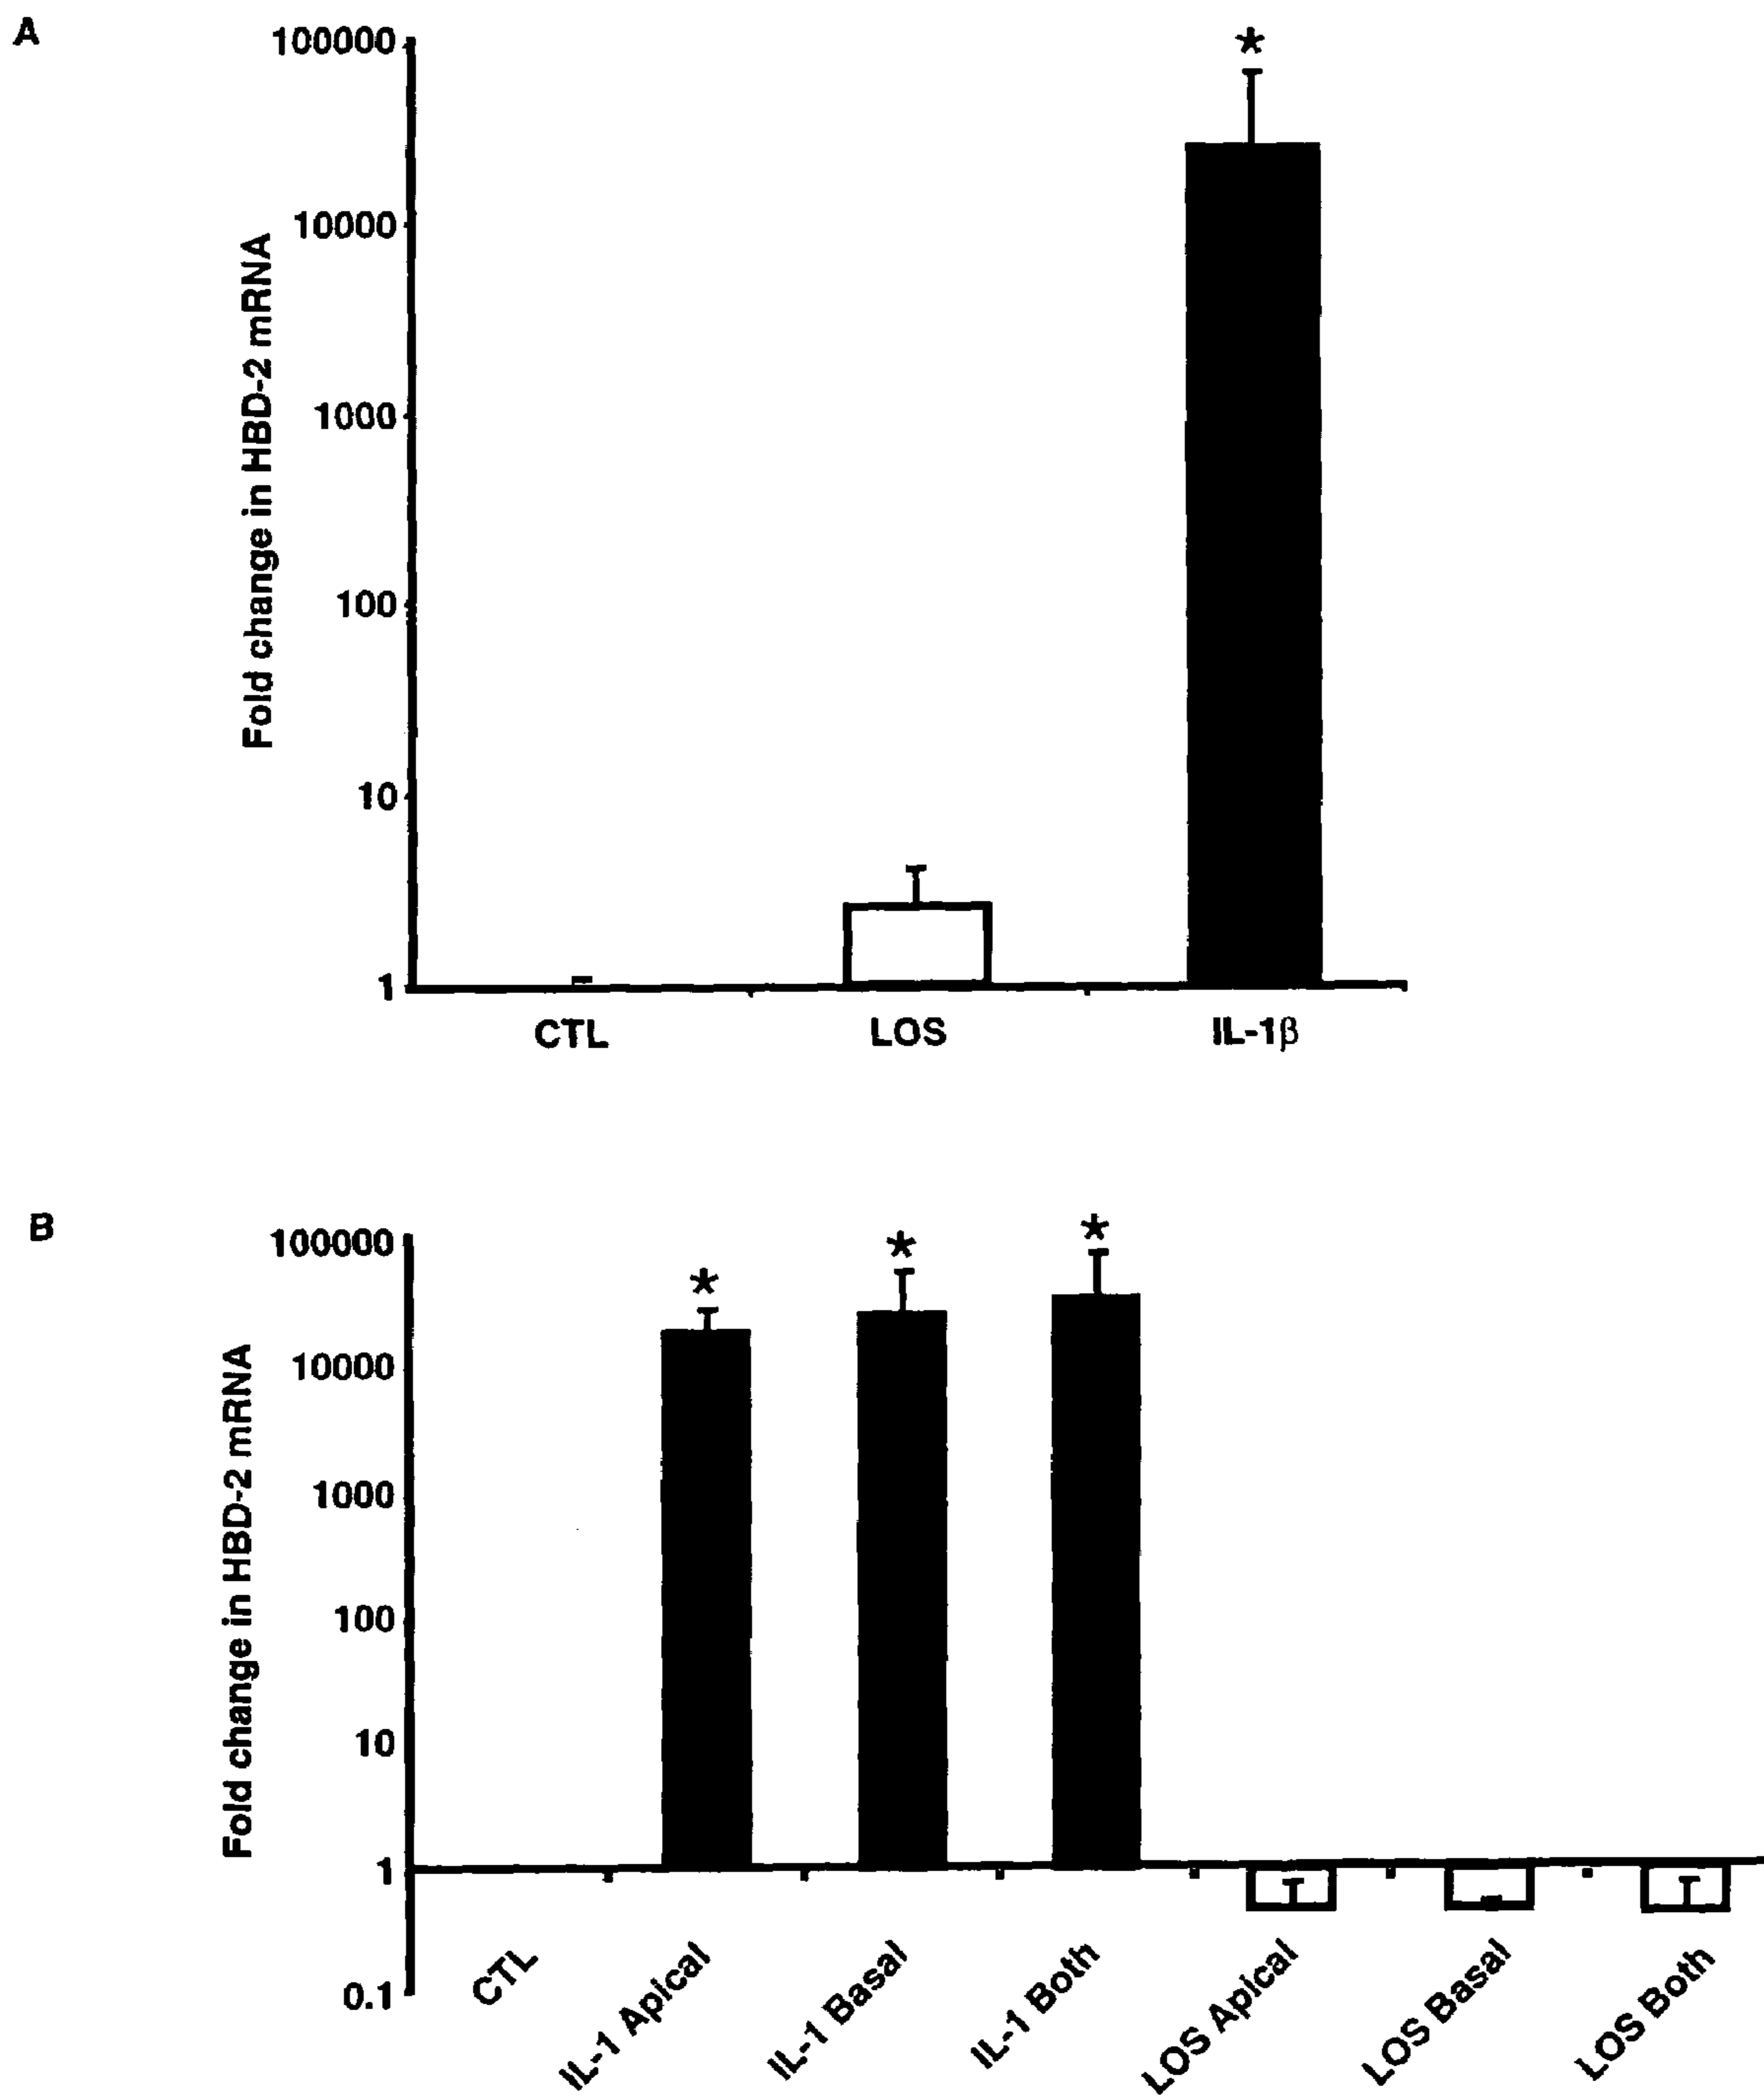 A
*
100000
10000
1000
100
10
1
Fold change in HBD-2 mRNA
CTL LOS IL-1β
B
* * *
100000
10000
1000
100
10
1
0.1
Fold change in HBD-2 mRNA
CTL
IL-1 Apical
IL-1 Basal
IL-1 Both
LOS Apical
LOS Basal
LOS Both